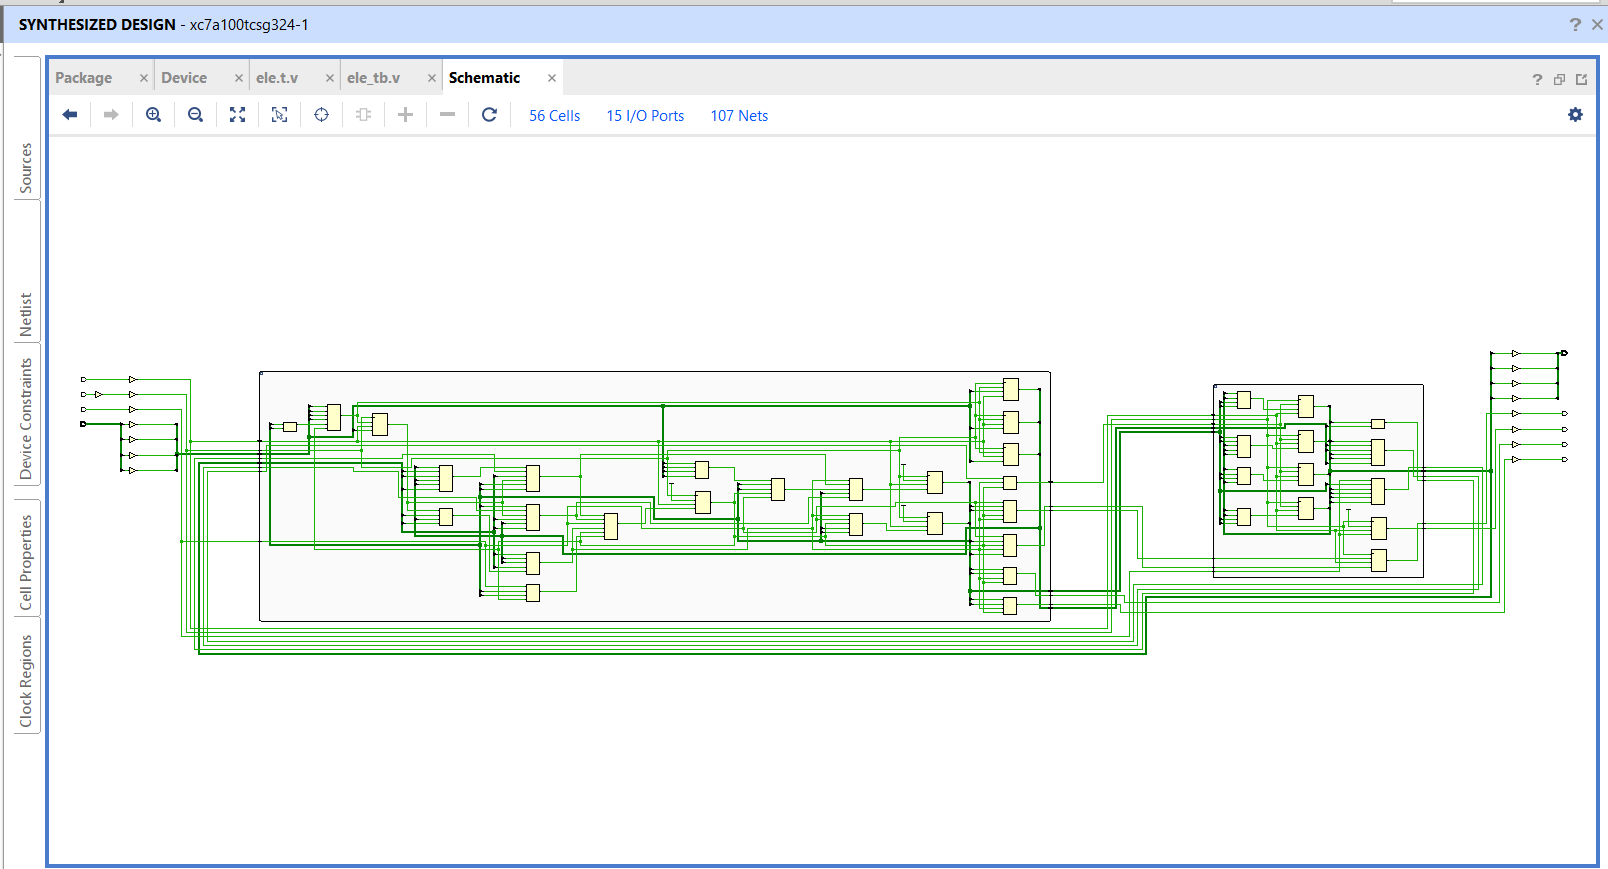 SYNTHESIZED DESIGN - xc7a100tcsg324-1
Package
Device
ele.t.v
ele_tb.v
Schematic
56 Cells
15 I/O Ports
107 Nets
Sources
Netlist
Device Constraints
Cell Properties
Clock Regions